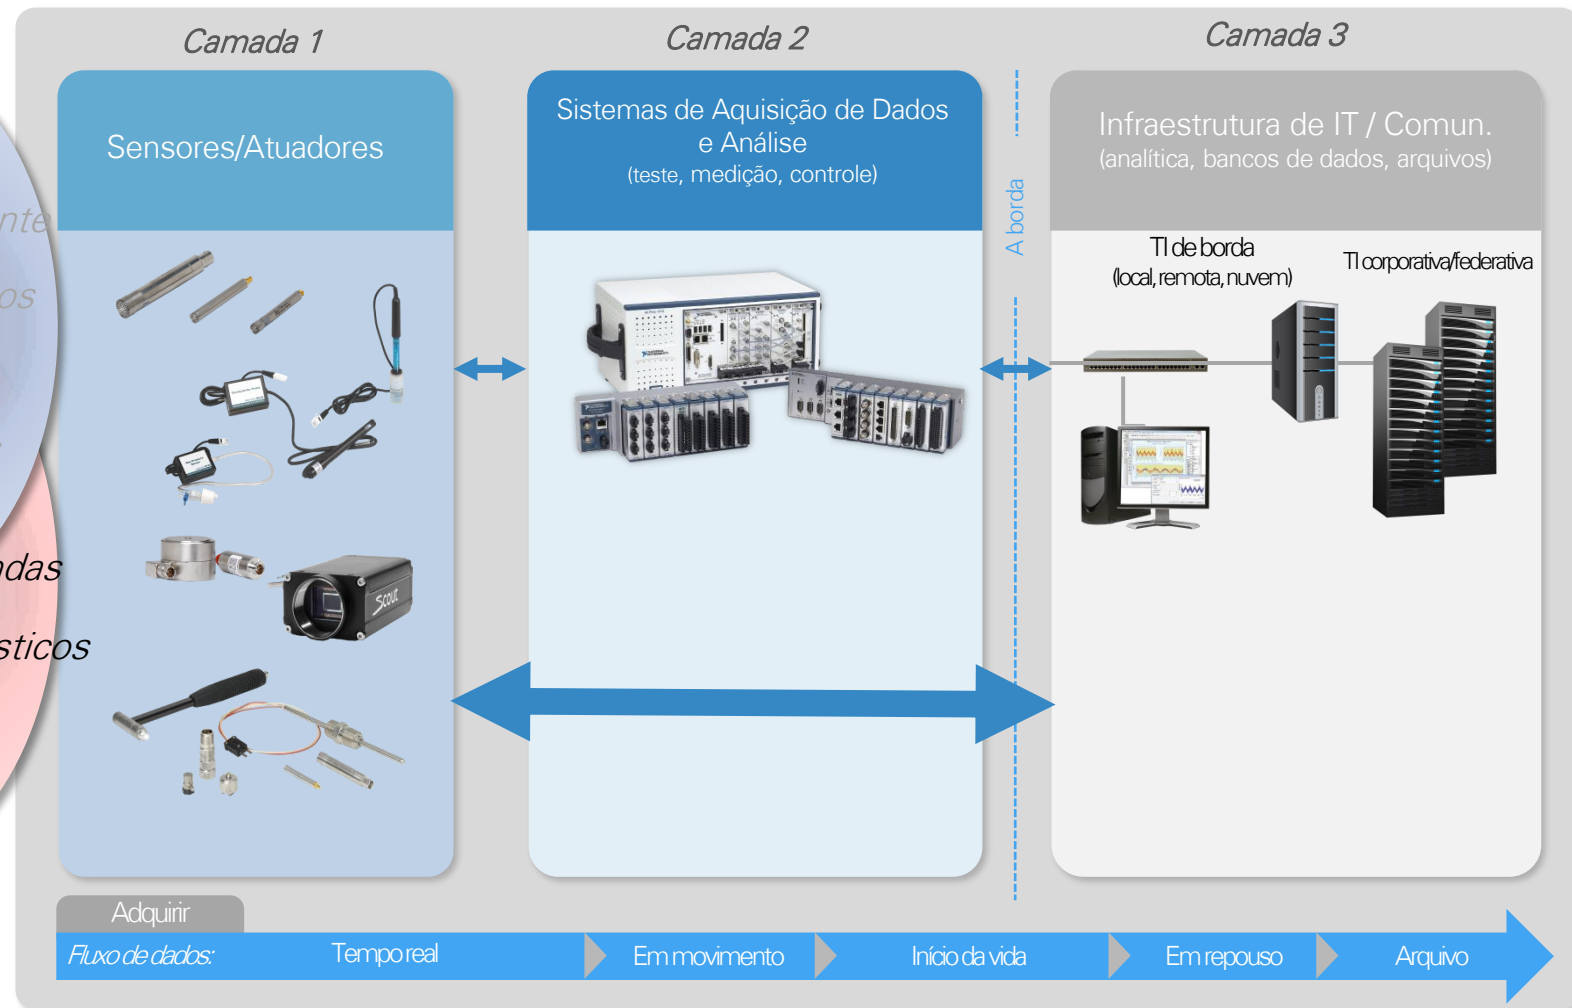 Camada 1
Camada 2
Camada 3
Sensores/Atuadores
Sistemas de Aquisição de Dados
e Análise
(teste, medição, controle)
A borda
Infraestrutura de IT / Comun.
(analítica, bancos de dados, arquivos)
TI de borda
(local, remota, nuvem)
TI corporativa/federativa
nte
os
scout
adas
sticos
Adquirir
Fluxo de dados:
Tempo real
Em movimento
Início da vida
Em repouso
Arquivo